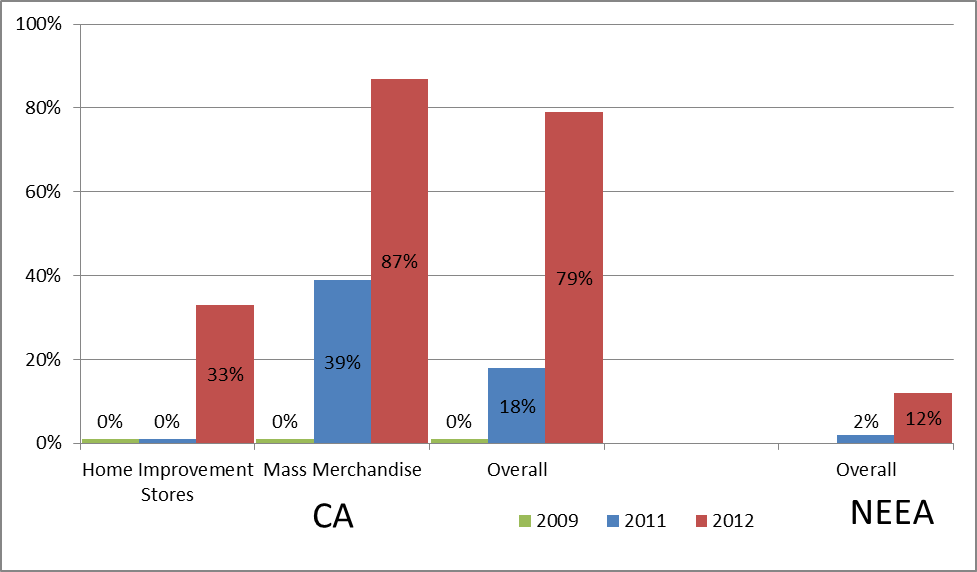 100%
80%
60%
40%
20%
0%
0%
0%
33%
0%
39%
87%
0%
18%
79%
2%
12%
Home Improvement
Stores
Mass Merchandise
Overall
Overall
CA
NEEA
2009
2011
2012